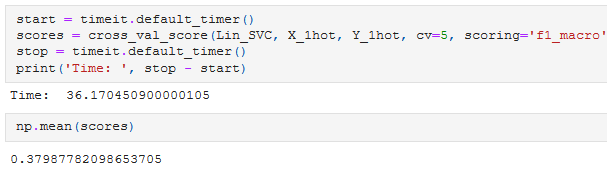 start = timeit.default_timer()
scores = cross_val_score(Lin_SVC, X_1hot, Y_1hot, cv=5, scoring='f1_macro'
stop = timeit.default_timer()
print('Time: ', stop - start)
Time:  36.170450900000105
np.mean(scores)
0.37987782098653705